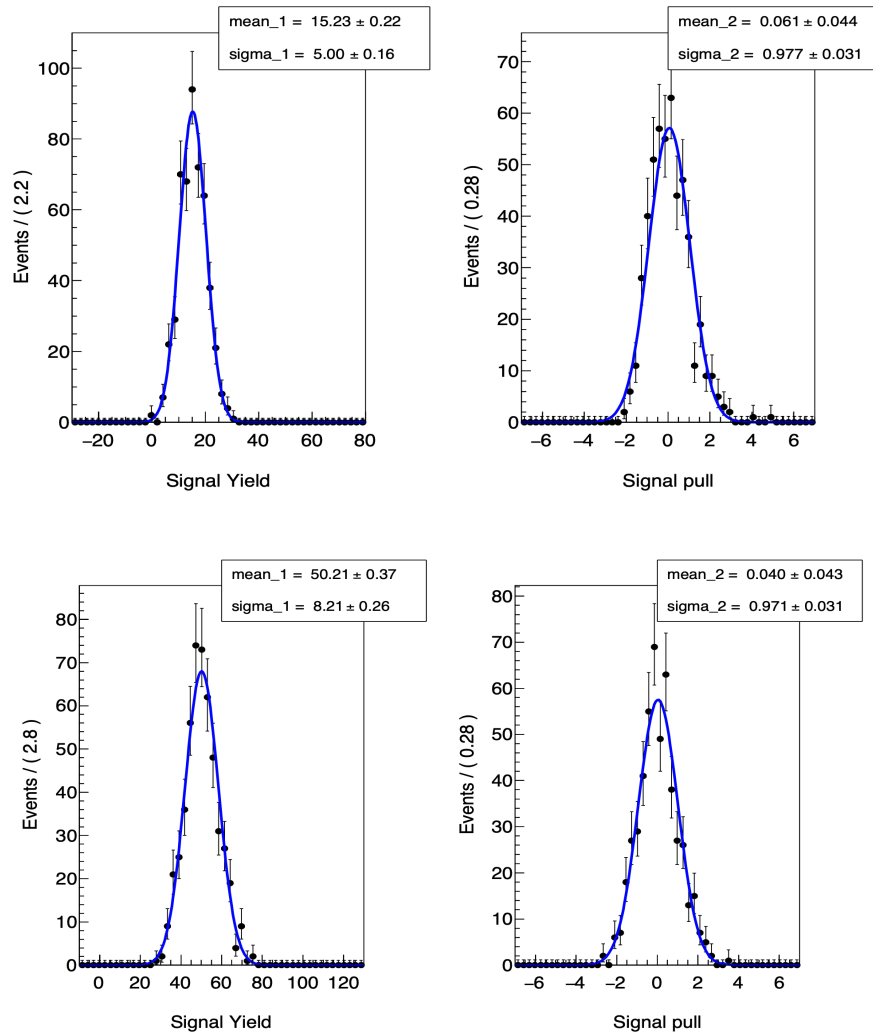 mean_1 = 15.23 ± 0.22
sigma_1 = 5.00 ± 0.16
Events / ( 2.2 )
100
80
60
40
20
0
−20 0 20 40 60 80
Signal Yield
mean_2 = 0.061 ± 0.044
sigma_2 = 0.977 ± 0.031
Events / ( 0.28 )
70
60
50
40
30
20
10
0
−6 −4 −2 0 2 4 6
Signal pull
mean_1 = 50.21 ± 0.37
sigma_1 = 8.21 ± 0.26
Events / ( 2.8 )
80
70
60
50
40
30
20
10
0
0 20 40 60 80 100 120
Signal Yield
mean_2 = 0.040 ± 0.043
sigma_2 = 0.971 ± 0.031
Events / ( 0.28 )
80
70
60
50
40
30
20
10
0
−6 −4 −2 0 2 4 6
Signal pull